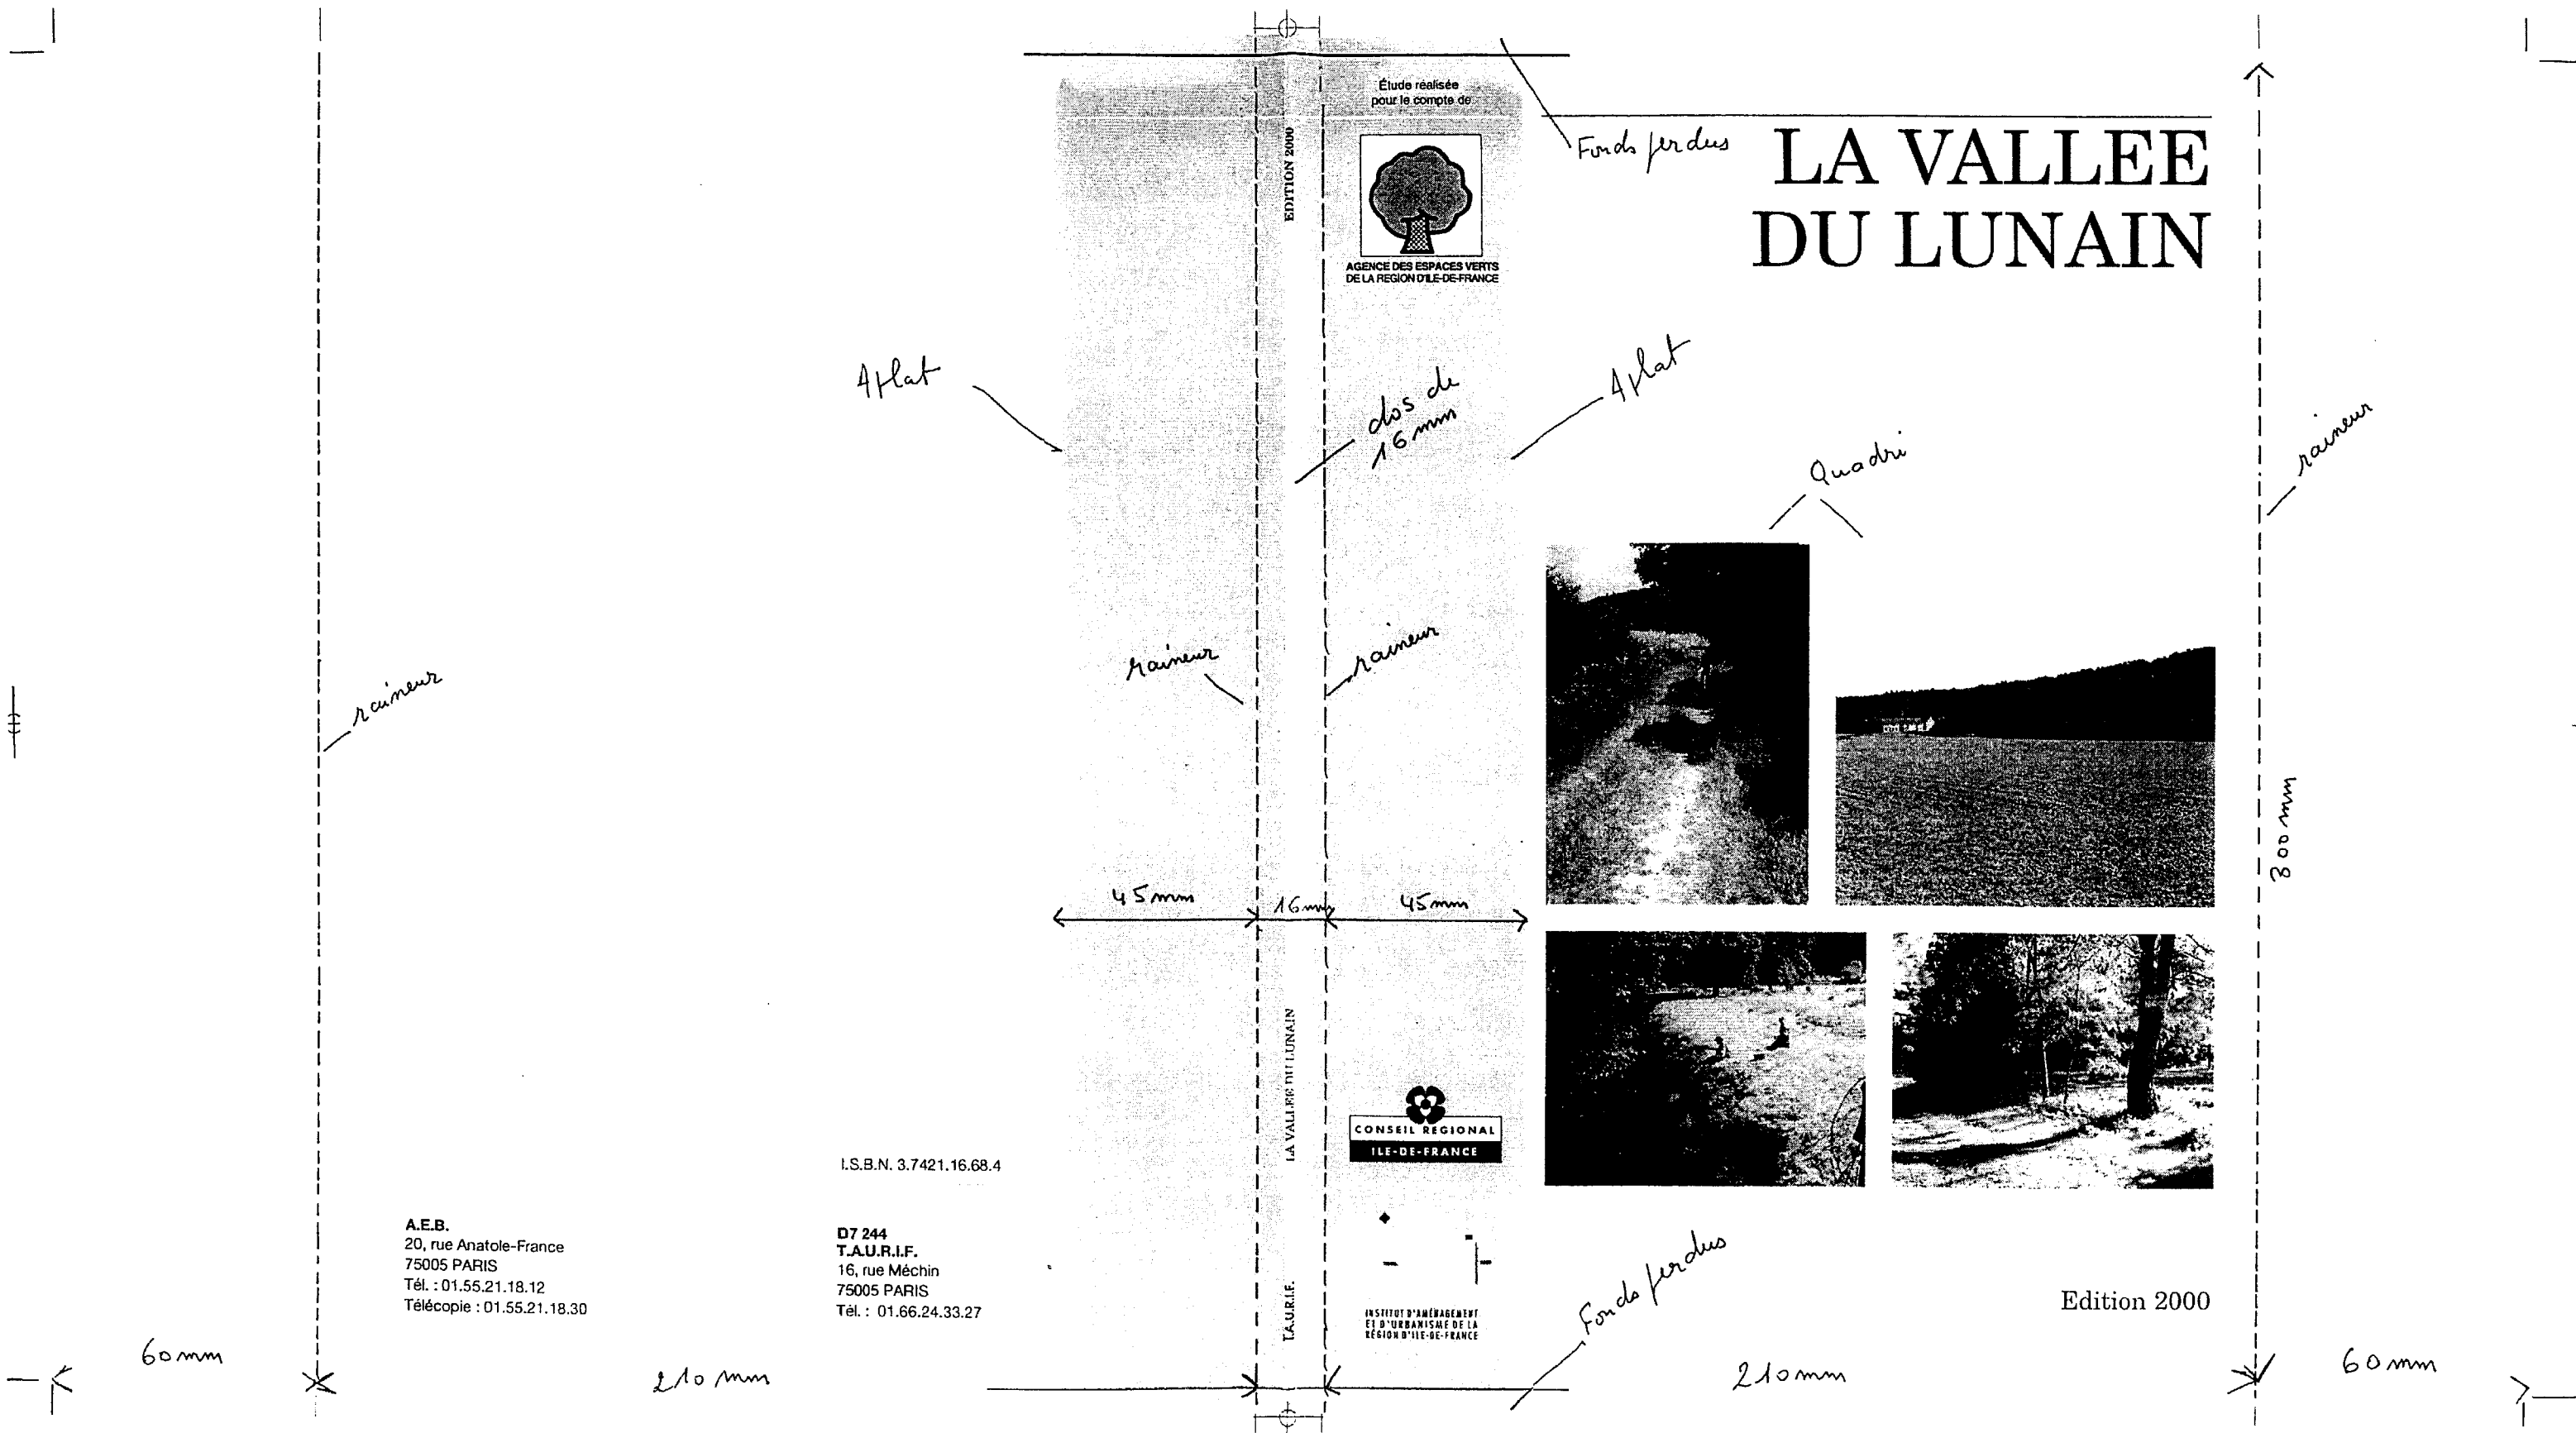 Étude réalisée
pour le compte de
AGENCE DES ESPACES VERTS
DE LA REGION D'ILE-DE-FRANCE
EDITION 2000
Fonds perdus
LA VALLEE
DU LUNAIN
Aplat
dos de
16 mm
Aplat
Quadri
raineur
raineur
raineur
raineur
300 mm
45 mm
16 mm
45 mm
LA VALLEE DU LUNAIN
CONSEIL REGIONAL
ILE-DE-FRANCE
I.S.B.N. 3.7421.16.68.4
A.E.B.
20, rue Anatole-France
75005 PARIS
Tél. : 01.55.21.18.12
Télécopie : 01.55.21.18.30
D7 244
T.A.U.R.I.F.
16, rue Méchin
75005 PARIS
Tél. : 01.66.24.33.27
T.A.U.R.I.F.
INSTITUT D'AMÉNAGEMENT
ET D'URBANISME DE LA
RÉGION D'ILE-DE-FRANCE
Fonds perdus
Edition 2000
60 mm
210 mm
210 mm
60 mm